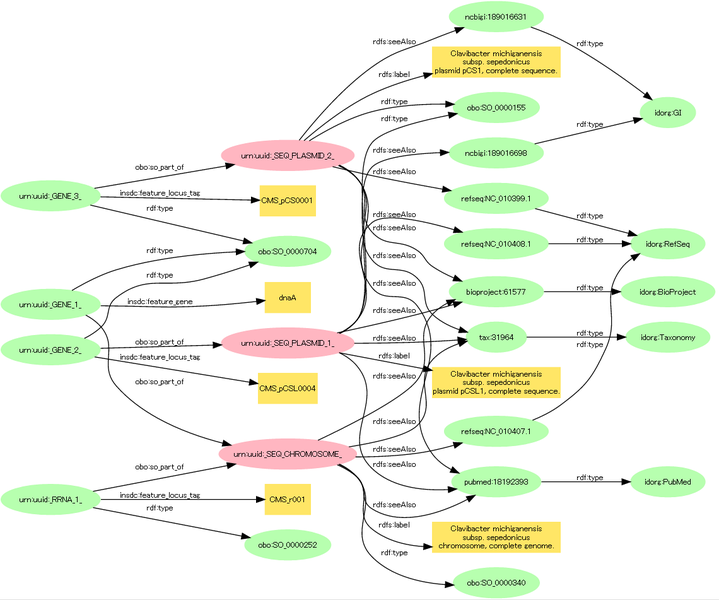 ncbigi:189016631
rdfs:seeAlso
rdf:type
Clavibacter michiganensis
subsp. sepedonicus
plasmid pCS1, complete sequence.
rdfs:label
rdf:type
obo:SO_0000155
idorg:GI
rdf:type
rdf:type
urn:uuid:_SEQ_PLASMID_2_
rdfs:seeAlso
ncbigi:189016698
obo:so_part_of
rdfs:seeAlso
urn:uuid:_GENE_3_
insdc:feature_locus_tag
CMS_pCS0001
refseq:NC_010399.1
rdf:type
rdf:type
rdfs:seeAlso
rdfs:seeAlso
refseq:NC_010408.1
rdf:type
idorg:RefSeq
obo:SO_0000704
rdf:type
rdfs:seeAlso
rdf:type
rdfs:seeAlso
bioproject:61577
rdf:type
idorg:BioProject
urn:uuid:_GENE_1_
insdc:feature_gene
dnaA
rdfs:seeAlso
urn:uuid:_GENE_2_
obo:so_part_of
urn:uuid:_SEQ_PLASMID_1_
rdfs:seeAlso
tax:31964
rdf:type
rdf:type
idorg:Taxonomy
insdc:feature_locus_tag
rdfs:label
rdfs:seeAlso
Clavibacter michiganensis
subsp. sepedonicus
plasmid pCSL1, complete sequence.
obo:so_part_of
CMS_pCSL0004
rdfs:seeAlso
refseq:NC_010407.1
urn:uuid:_SEQ_CHROMOSOME_
rdfs:seeAlso
obo:so_part_of
rdfs:seeAlso
pubmed:18192393
rdf:type
idorg:PubMed
urn:uuid:_RRNA_1_
insdc:feature_locus_tag
CMS_r001
rdfs:seeAlso
rdf:type
rdfs:label
Clavibacter michiganensis
subsp. sepedonicus
chromosome, complete genome.
obo:SO_0000252
rdf:type
obo:SO_0000340